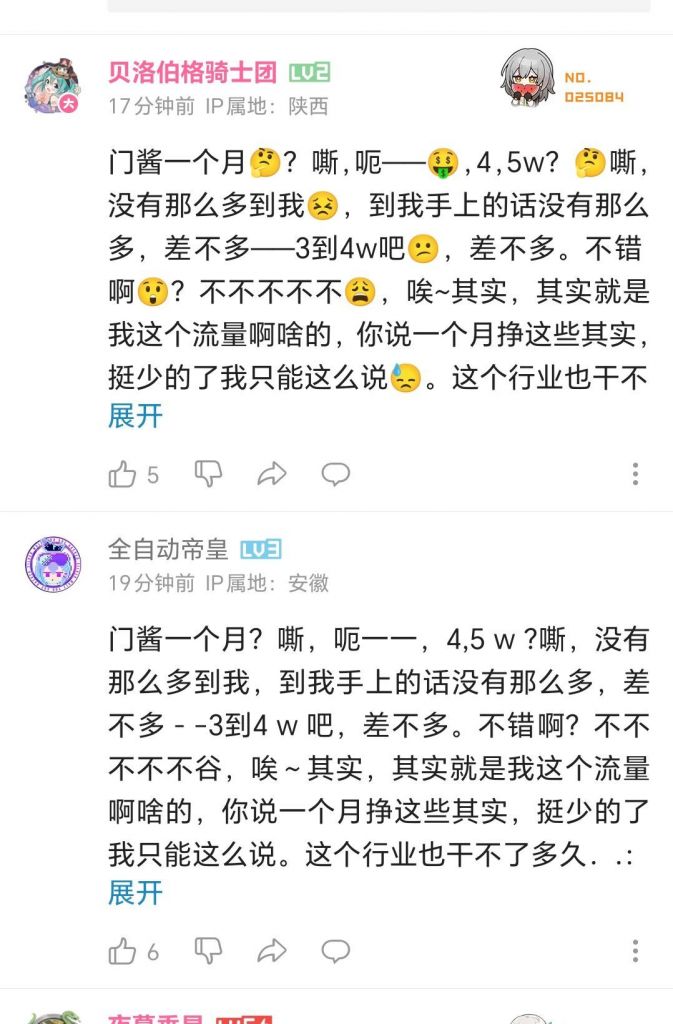 贝洛伯格骑士团 LV2
NO.
025084
17分钟前 IP属地：陕西
大
门酱一个月🤔？嘶,呃——🤑,4,5w？🤔嘶,
没有那么多到我😣，到我手上的话没有那么
多，差不多——3到4w吧😕，差不多。不错
啊😲？不不不不不😩，唉~其实，其实就是
我这个流量啊啥的，你说一个月挣这些其实，
挺少的了我只能这么说😓。这个行业也干不
展开
5
全自动帝皇 LV3
19分钟前 IP属地：安徽
门酱一个月？嘶，呃一一，4,5 w ?嘶，没有
那么多到我，到我手上的话没有那么多，差
不多 - -3到4 w 吧，差不多。不错啊？不不
不不不谷，唉～其实，其实就是我这个流量
啊啥的，你说一个月挣这些其实，挺少的了
我只能这么说。这个行业也干不了多久．.：
展开
6